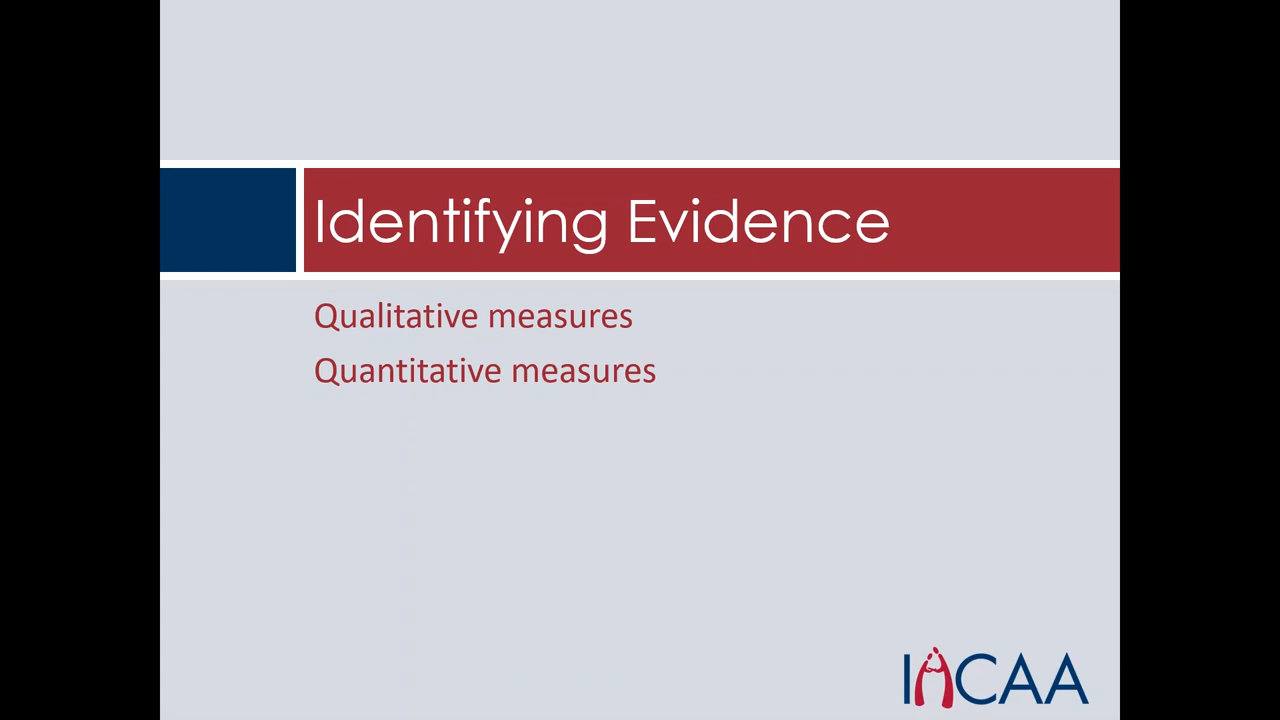 Identifying Evidence
Qualitative measures
Quantitative measures
IACAA